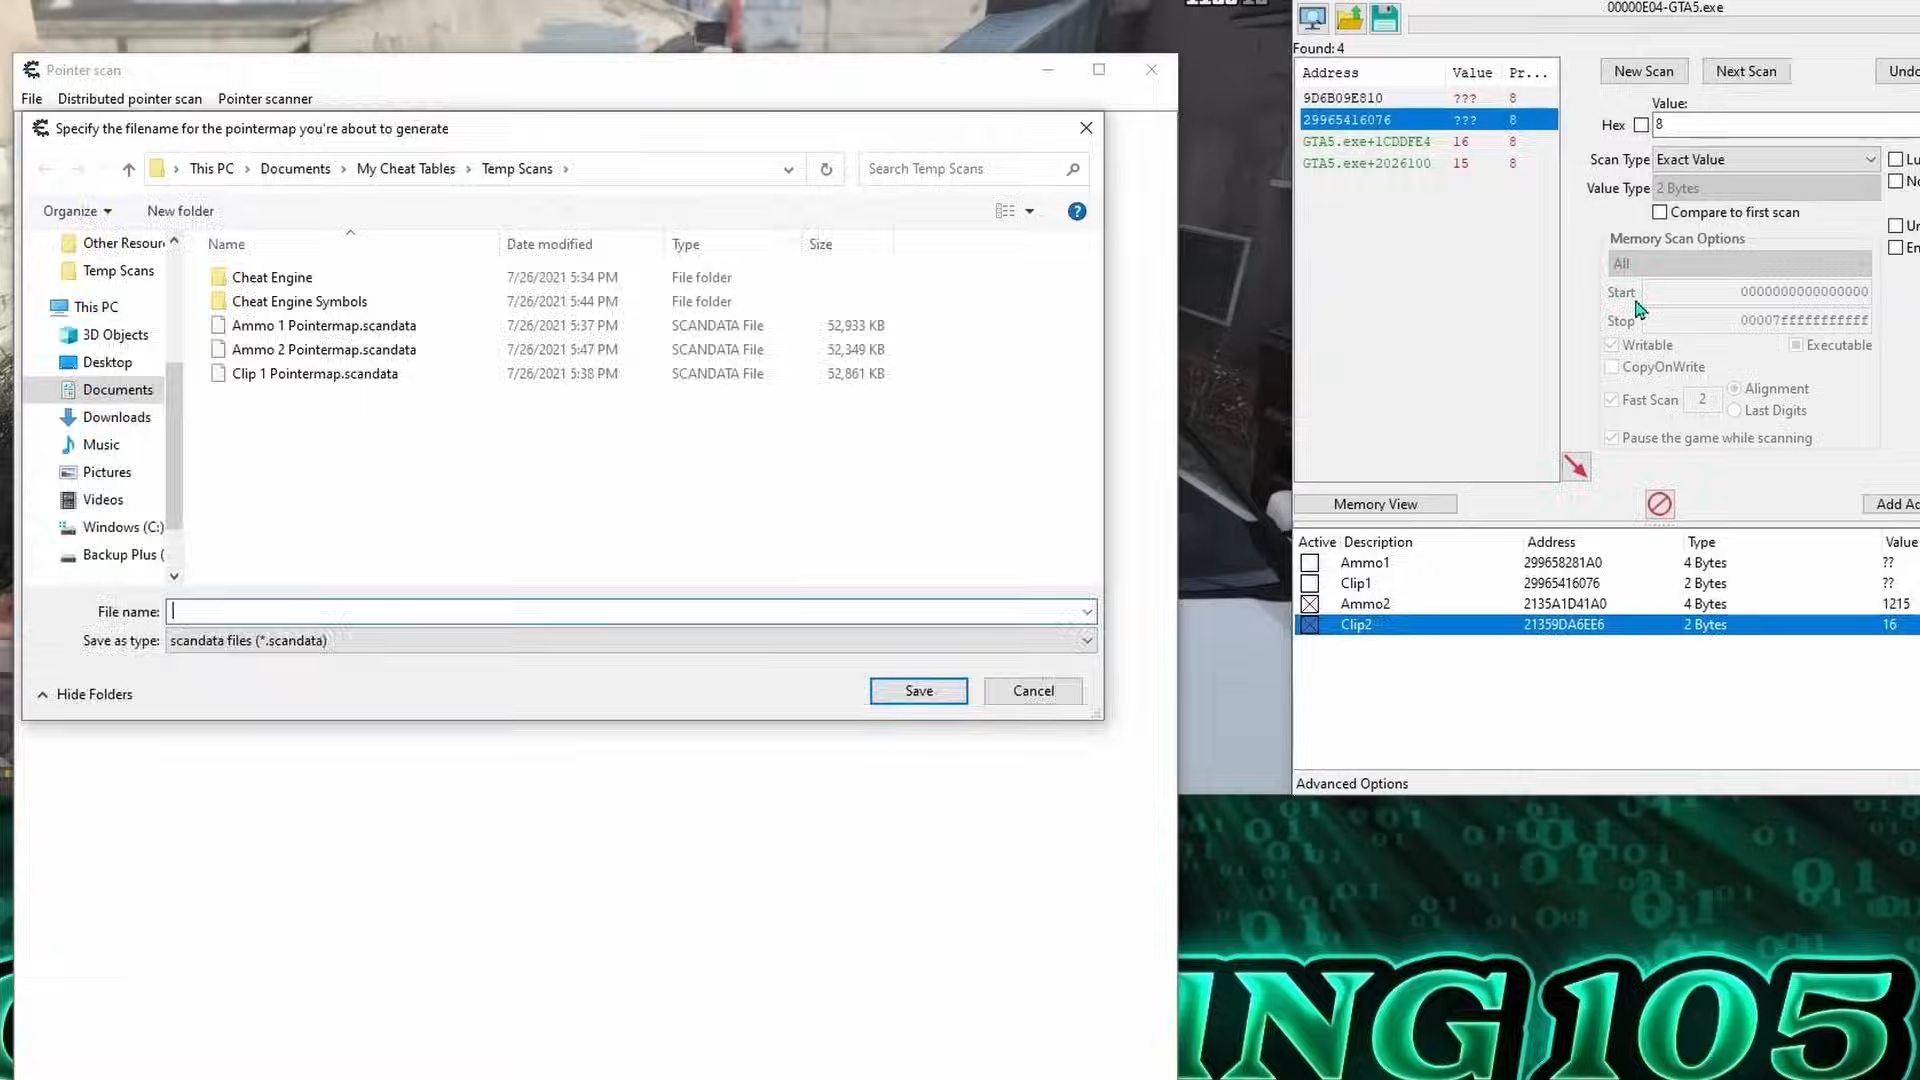 00000E04-GTA5.exe
Pointer scan
File Distributed pointer scan Pointer scanner
Specify the filename for the pointermap you're about to generate
This PC > Documents > My Cheat Tables > Temp Scans >
Search Temp Scans
Organize New folder
Other Resour
Temp Scans
This PC
3D Objects
Desktop
Documents
Downloads
Music
Pictures
Videos
Windows (C:)
Backup Plus (
Name Date modified Type Size
Cheat Engine 7/26/2021 5:34 PM File folder
Cheat Engine Symbols 7/26/2021 5:44 PM File folder
Ammo 1 Pointermap.scandata 7/26/2021 5:37 PM SCANDATA File 52,933 KB
Ammo 2 Pointermap.scandata 7/26/2021 5:47 PM SCANDATA File 52,349 KB
Clip 1 Pointermap.scandata 7/26/2021 5:38 PM SCANDATA File 52,861 KB
File name:
Save as type: scandata files (*.scandata)
Hide Folders
Save Cancel
Found: 4
Address Value Pr...
9D6B09E810 ??? 8
29965416076 ??? 8
GTA5.exe+1CDDFE4 16 8
GTA5.exe+2026100 15 8
New Scan Next Scan Undo
Value:
Hex 8
Scan Type Exact Value
Value Type 2 Bytes
Compare to first scan
Lu
No
Un
En
Memory Scan Options
All
Start 0000000000000000
Stop 00007fffffffffff
Writable Executable
CopyOnWrite
Fast Scan 2 Alignment
Last Digits
Pause the game while scanning
Memory View
Add Ad
Active Description Address Type Value
Ammo1 299658281A0 4 Bytes ??
Clip1 29965416076 2 Bytes ??
Ammo2 2135A1D41A0 4 Bytes 1215
Clip2 21359DA6EE6 2 Bytes 16
Advanced Options
ING 105